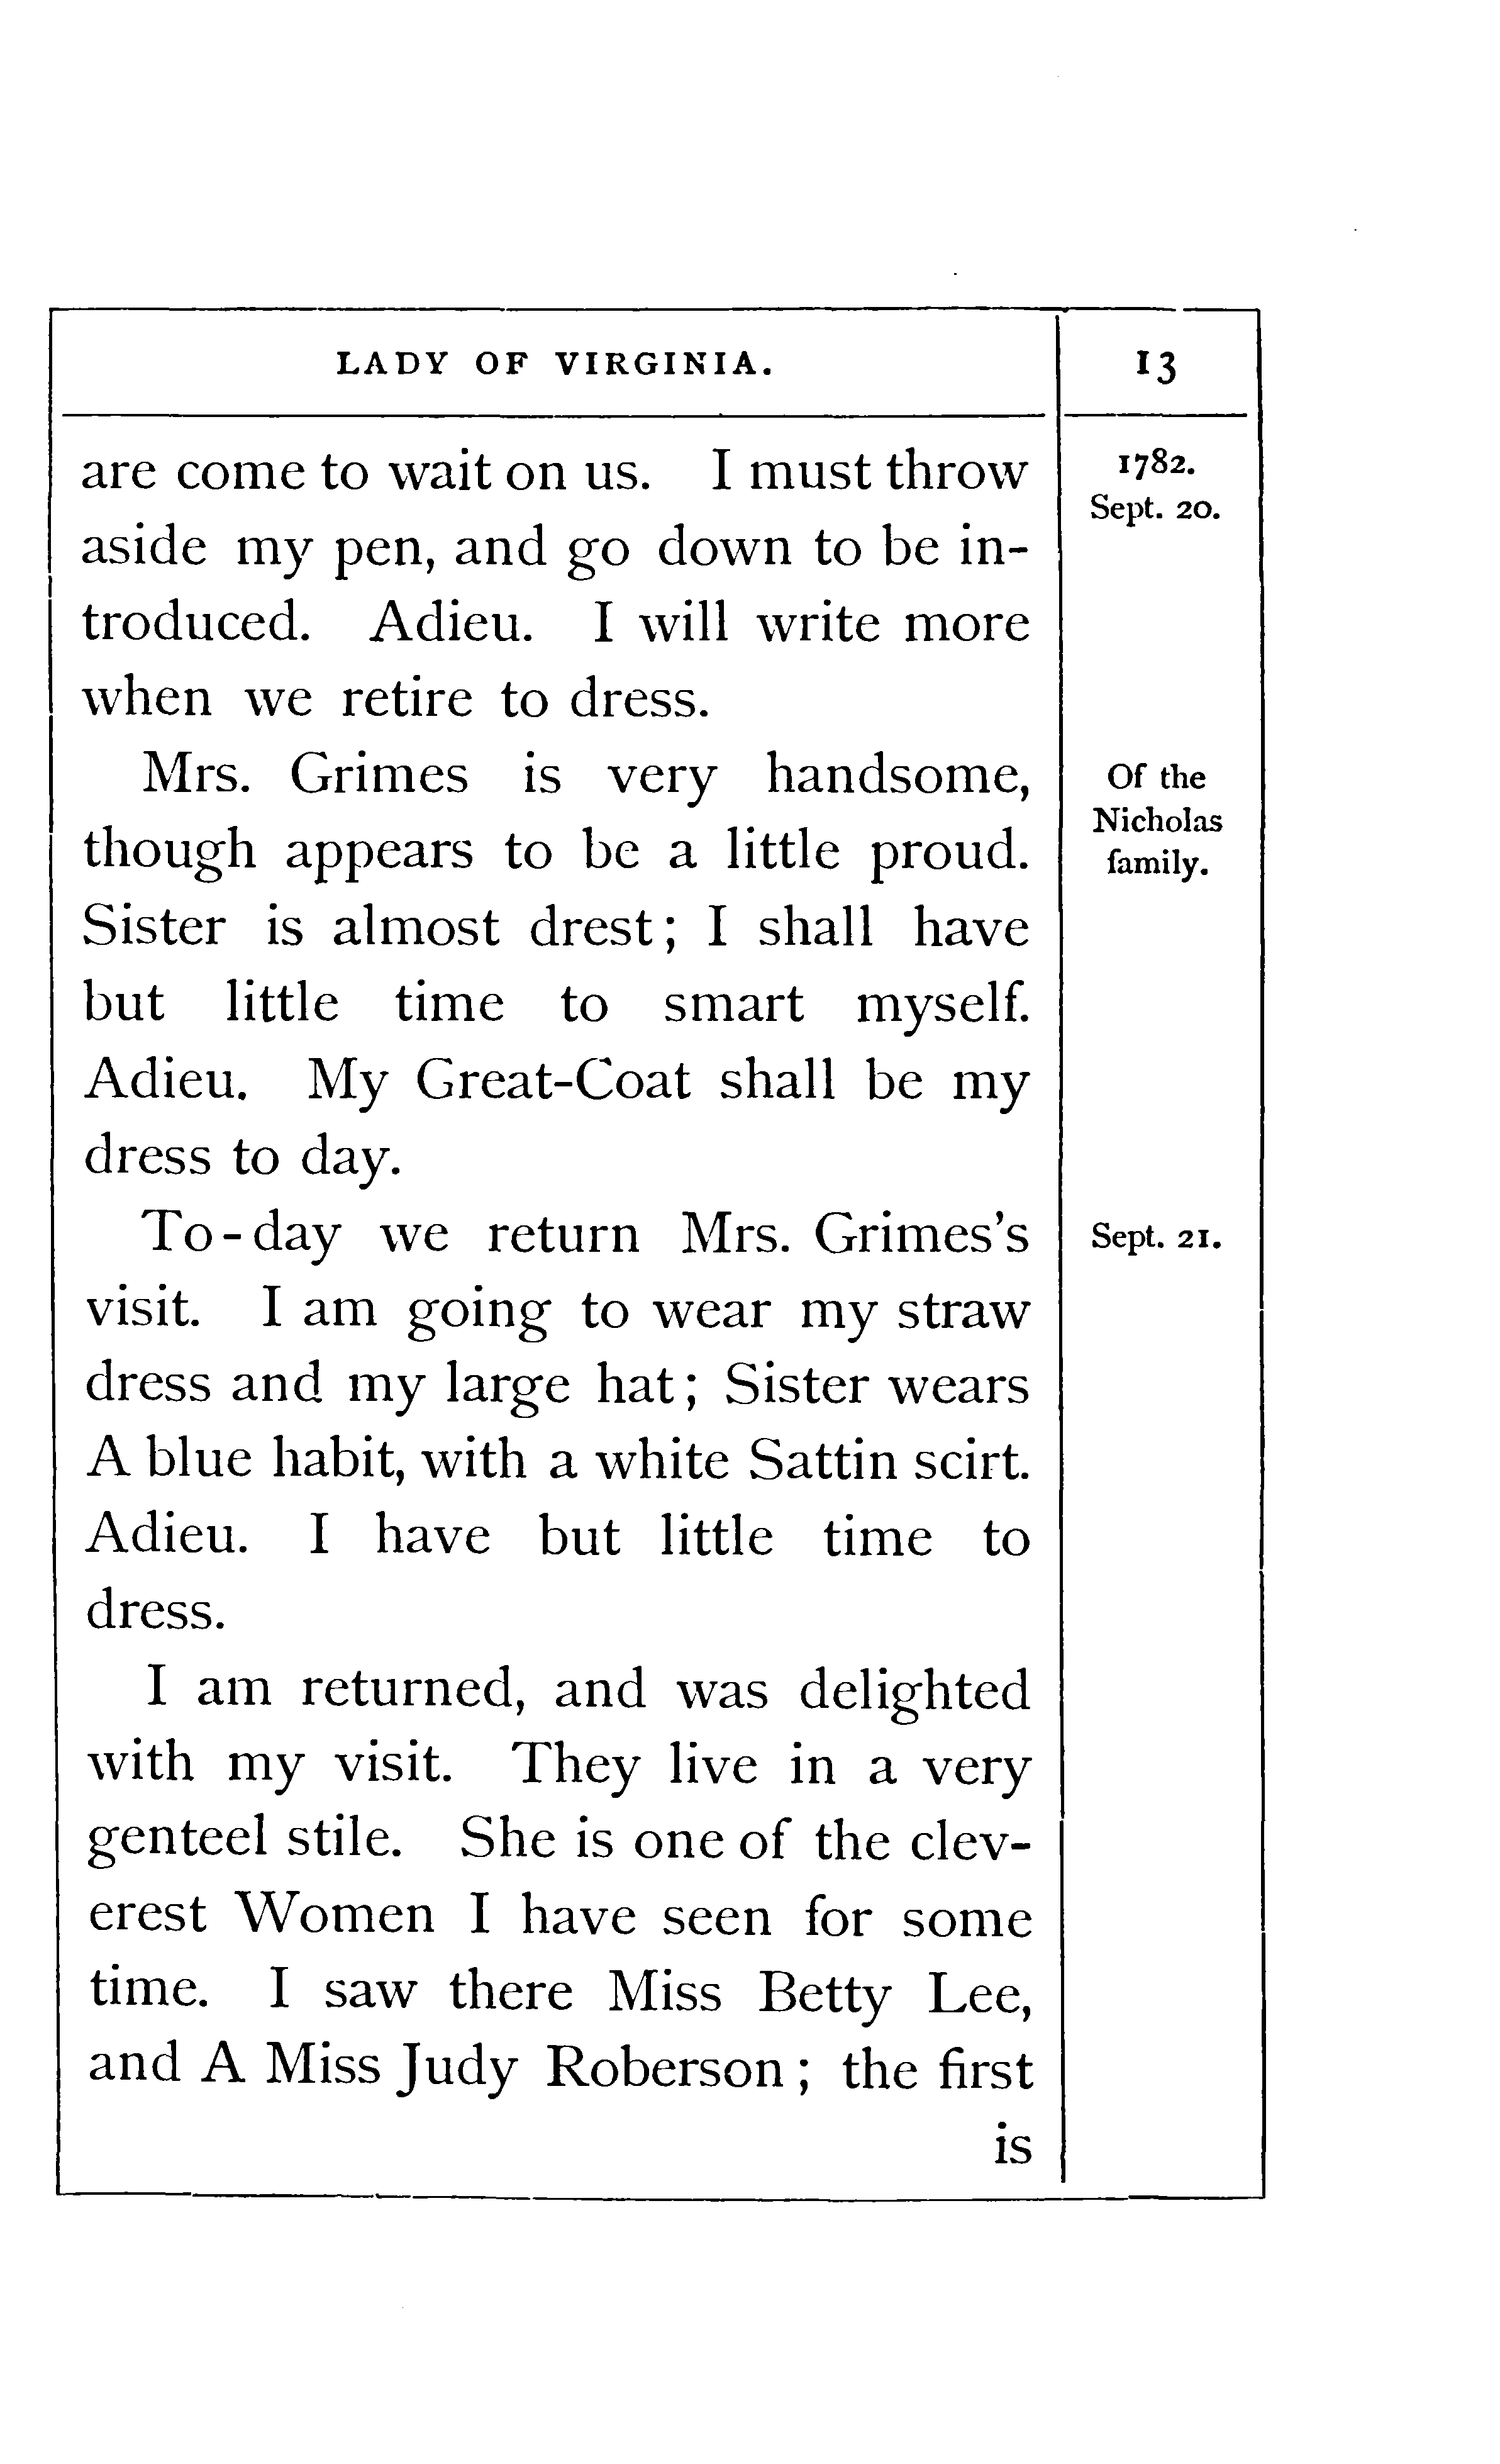 LADY OF VIRGINIA.
13
are come to wait on us. I must throw
aside my pen, and go down to be in-
troduced. Adieu. I will write more
when we retire to dress.
Mrs. Grimes is very handsome,
though appears to be a little proud.
Sister is almost drest; I shall have
but little time to smart myself.
Adieu. My Great-Coat shall be my
dress to day.
To-day we return Mrs. Grimes's
visit. I am going to wear my straw
dress and my large hat; Sister wears
A blue habit, with a white Sattin scirt.
Adieu. I have but little time to
dress.
I am returned, and was delighted
with my visit. They live in a very
genteel stile. She is one of the clev-
erest Women I have seen for some
time. I saw there Miss Betty Lee,
and A Miss Judy Roberson; the first
is
1782.
Sept. 20.
Of the
Nicholas
family.
Sept. 21.